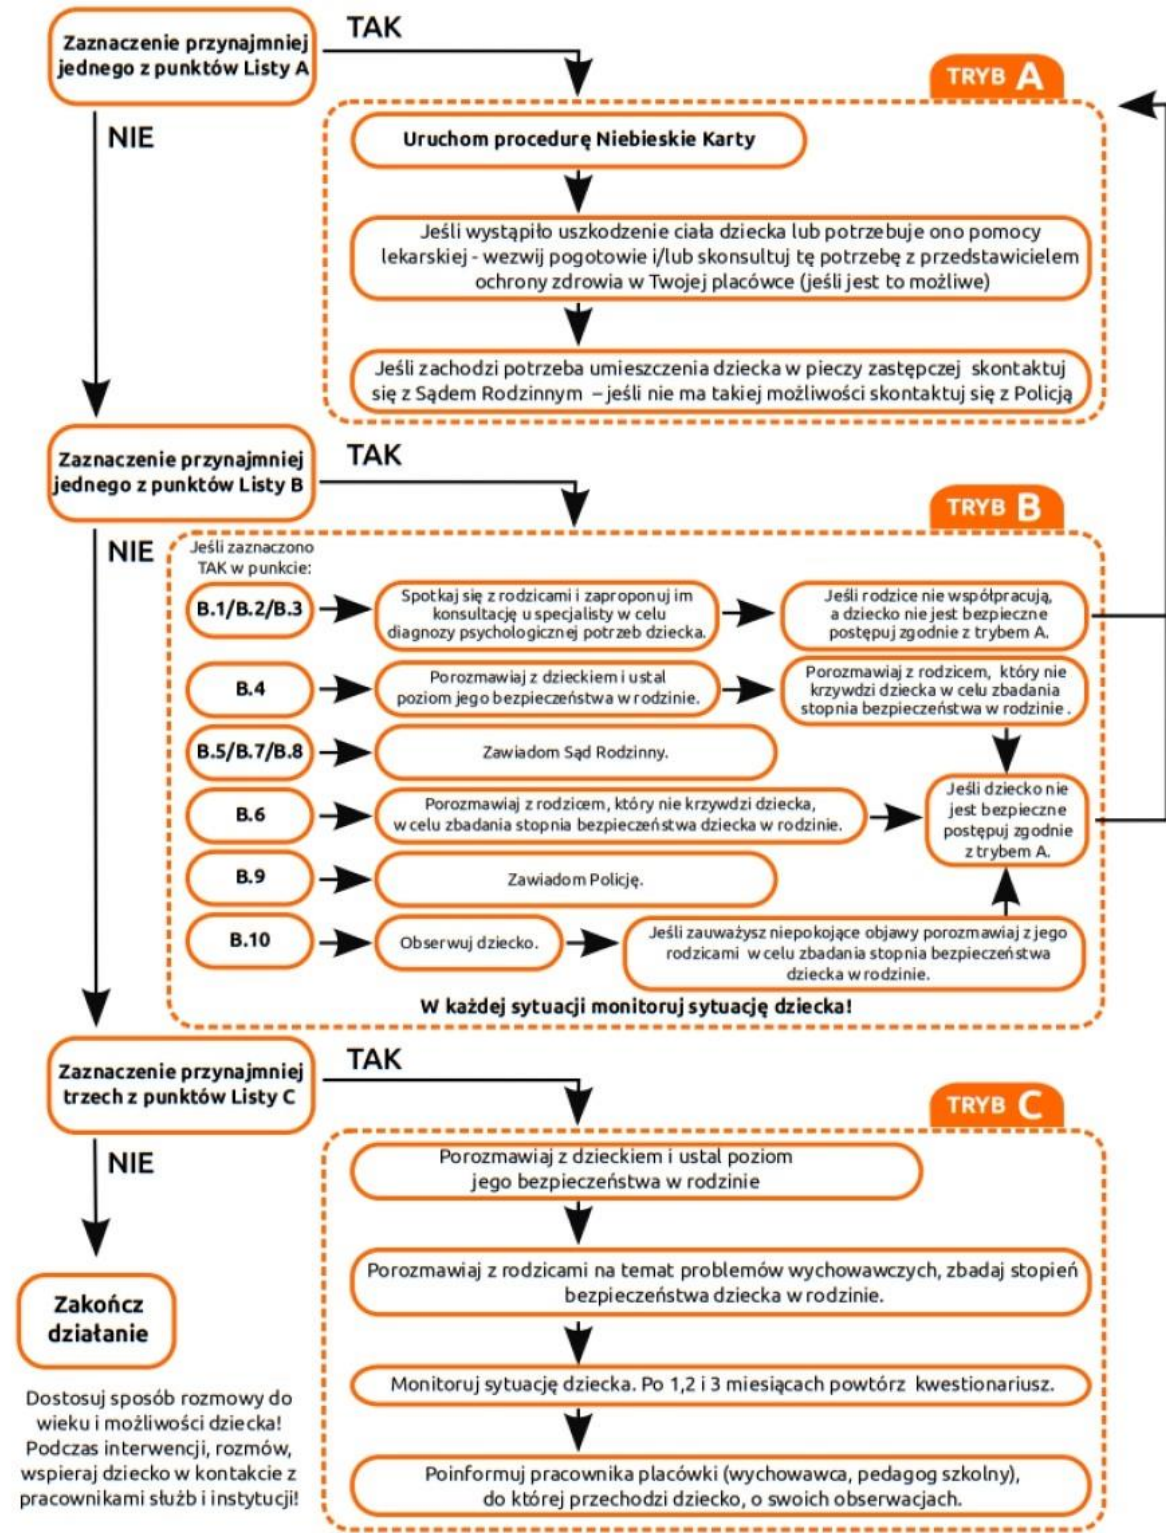 Zaznaczenie przynajmniej
jednego z punktów Listy A
TAK
NIE
TRYB A
Uruchom procedurę Niebieskie Karty
Jeśli wystąpiło uszkodzenie ciała dziecka lub potrzebuje ono pomocy
lekarskiej - wezwij pogotowie i/lub skonsultuj tę potrzebę z przedstawicielem
ochrony zdrowia w Twojej placówce (jeśli jest to możliwe)
Jeśli zachodzi potrzeba umieszczenia dziecka w pieczy zastępczej skontaktuj
się z Sądem Rodzinnym – jeśli nie ma takiej możliwości skontaktuj się z Policją
Zaznaczenie przynajmniej
jednego z punktów Listy B
TAK
NIE
TRYB B
Jeśli zaznaczono
TAK w punkcie:
B.1/B.2/B.3
Spotkaj się z rodzicami i zaproponuj im
konsultację u specjalisty w celu
diagnozy psychologicznej potrzeb dziecka.
Jeśli rodzice nie współpracują,
a dziecko nie jest bezpieczne
postępuj zgodnie z trybem A.
B.4
Porozmawiaj z dzieckiem i ustal
poziom jego bezpieczeństwa w rodzinie.
Porozmawiaj z rodzicem, który nie
krzywdzi dziecka w celu zbadania
stopnia bezpieczeństwa w rodzinie .
B.5/B.7/B.8
Zawiadom Sąd Rodzinny.
B.6
Porozmawiaj z rodzicem, który nie krzywdzi dziecka,
w celu zbadania stopnia bezpieczeństwa dziecka w rodzinie.
Jeśli dziecko nie
jest bezpieczne
postępuj zgodnie
z trybem A.
B.9
Zawiadom Policję.
B.10
Obserwuj dziecko.
Jeśli zauważysz niepokojące objawy porozmawiaj z jego
rodzicami w celu zbadania stopnia bezpieczeństwa
dziecka w rodzinie.
W każdej sytuacji monitoruj sytuację dziecka!
Zaznaczenie przynajmniej
trzech z punktów Listy C
TAK
NIE
TRYB C
Porozmawiaj z dzieckiem i ustal poziom
jego bezpieczeństwa w rodzinie
Porozmawiaj z rodzicami na temat problemów wychowawczych, zbadaj stopień
bezpieczeństwa dziecka w rodzinie.
Monitoruj sytuację dziecka. Po 1,2 i 3 miesiącach powtórz kwestionariusz.
Poinformuj pracownika placówki (wychowawca, pedagog szkolny),
do której przechodzi dziecko, o swoich obserwacjach.
Zakończ
działanie
Dostosuj sposób rozmowy do
wieku i możliwości dziecka!
Podczas interwencji, rozmów,
wspieraj dziecko w kontakcie z
pracownikami służb i instytucji!